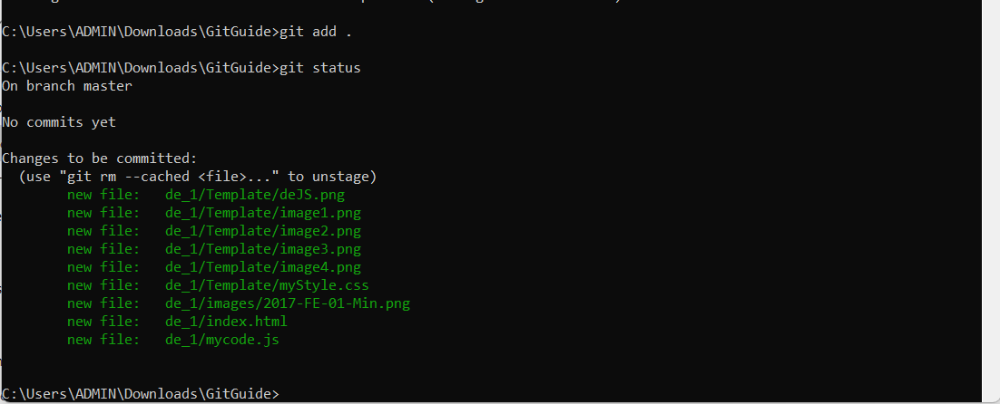 C:\Users\ADMIN\Downloads\GitGuide>git add .
C:\Users\ADMIN\Downloads\GitGuide>git status
On branch master
No commits yet
Changes to be committed:
  (use "git rm --cached <file>..." to unstage)
        new file:   de_1/Template/deJS.png
        new file:   de_1/Template/image1.png
        new file:   de_1/Template/image2.png
        new file:   de_1/Template/image3.png
        new file:   de_1/Template/image4.png
        new file:   de_1/Template/myStyle.css
        new file:   de_1/images/2017-FE-01-Min.png
        new file:   de_1/index.html
        new file:   de_1/mycode.js
C:\Users\ADMIN\Downloads\GitGuide>